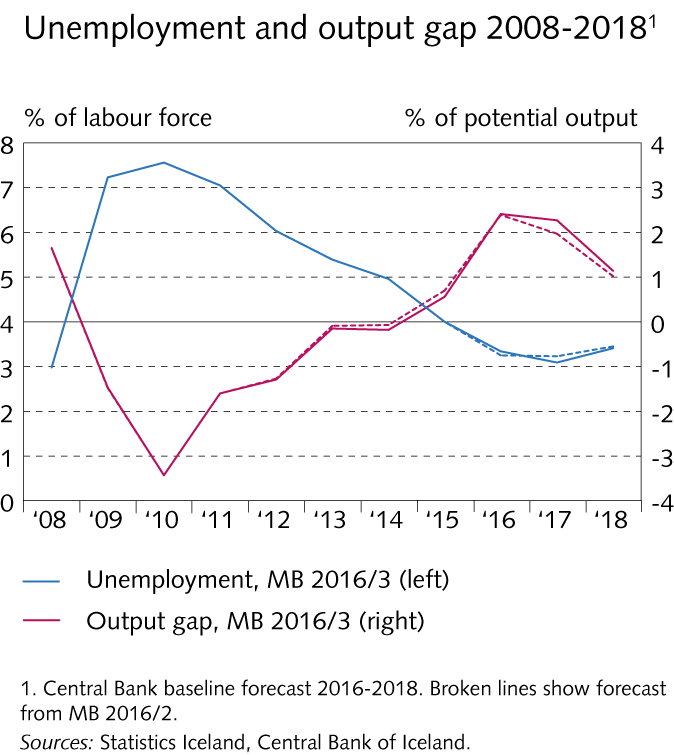 Unemployment and output gap 2008-2018¹
% of labour force % of potential output
8 4
7 3
6 2
5 1
4 0
3 -1
2 -2
1 -3
0 -4
‘08 ‘09 ‘10 ‘11 ‘12 ‘13 ‘14 ‘15 ‘16 ‘17 ‘18
Unemployment, MB 2016/3 (left)
Output gap, MB 2016/3 (right)
1. Central Bank baseline forecast 2016-2018. Broken lines show forecast
from MB 2016/2.
Sources: Statistics Iceland, Central Bank of Iceland.